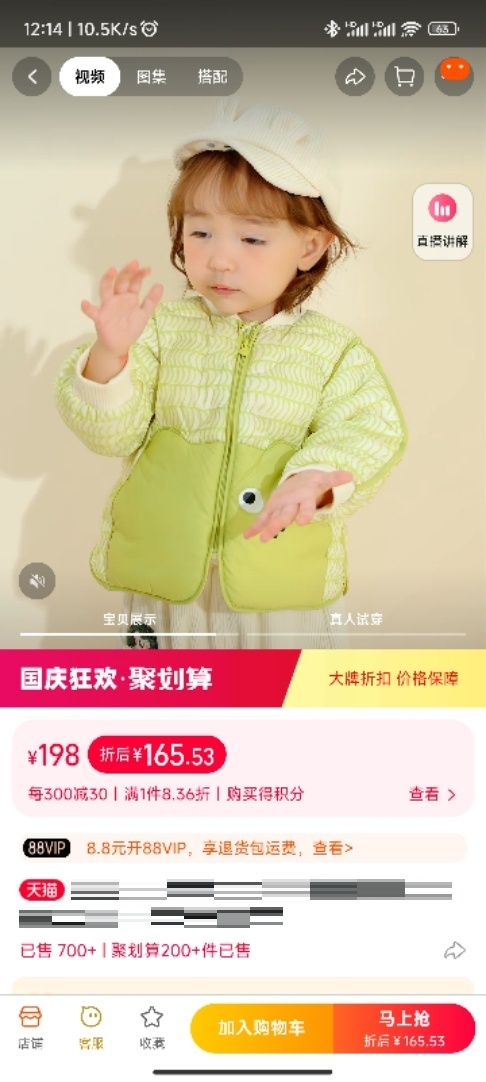 12:14 | 10.5K/s
HD HD 63
视频 图集 搭配
直播讲解
宝贝展示 真人试穿
国庆狂欢·聚划算 大牌折扣 价格保障
¥198 折后¥165.53
每300减30 | 满1件8.36折 | 购买得积分 查看 >
88VIP 8.8元开88VIP，享退货包运费，查看>
天猫
已售 700+ | 聚划算200+件已售
店铺 客服 收藏 加入购物车 马上抢
折后¥165.53